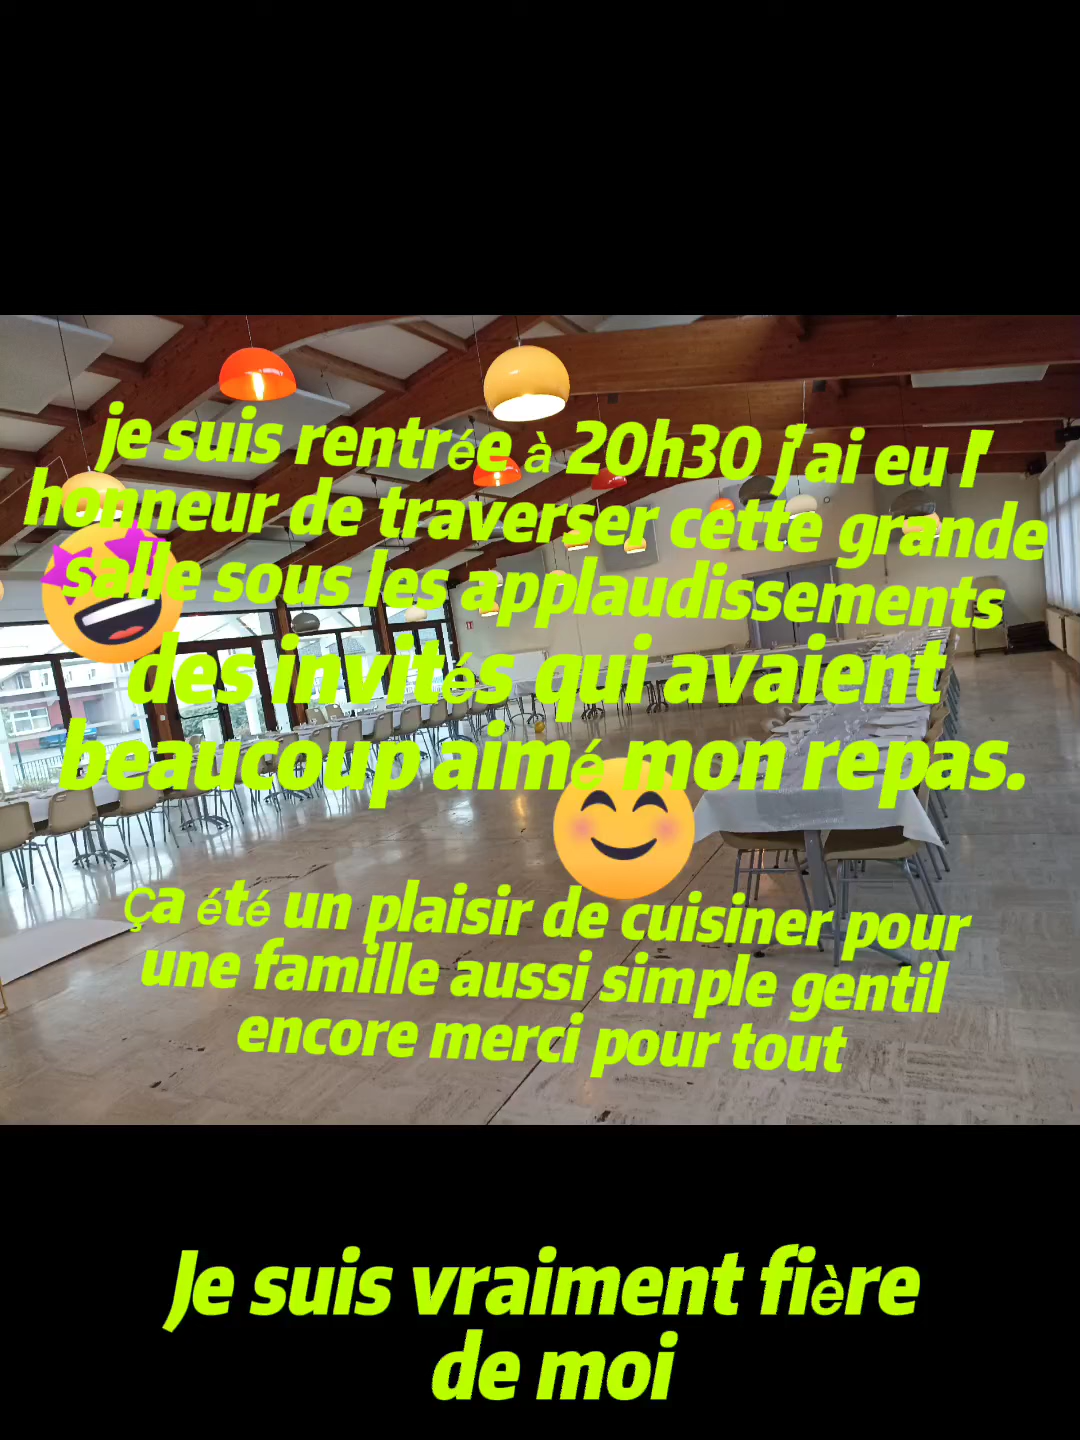 je suis rentrée à 20h30 j'ai eu l'
honneur de traverser cette grande
salle sous les applaudissements
des invités qui avaient
beaucoup aimé mon repas.
Ça été un plaisir de cuisiner pour
une famille aussi simple gentil
encore merci pour tout
Je suis vraiment fière
de moi